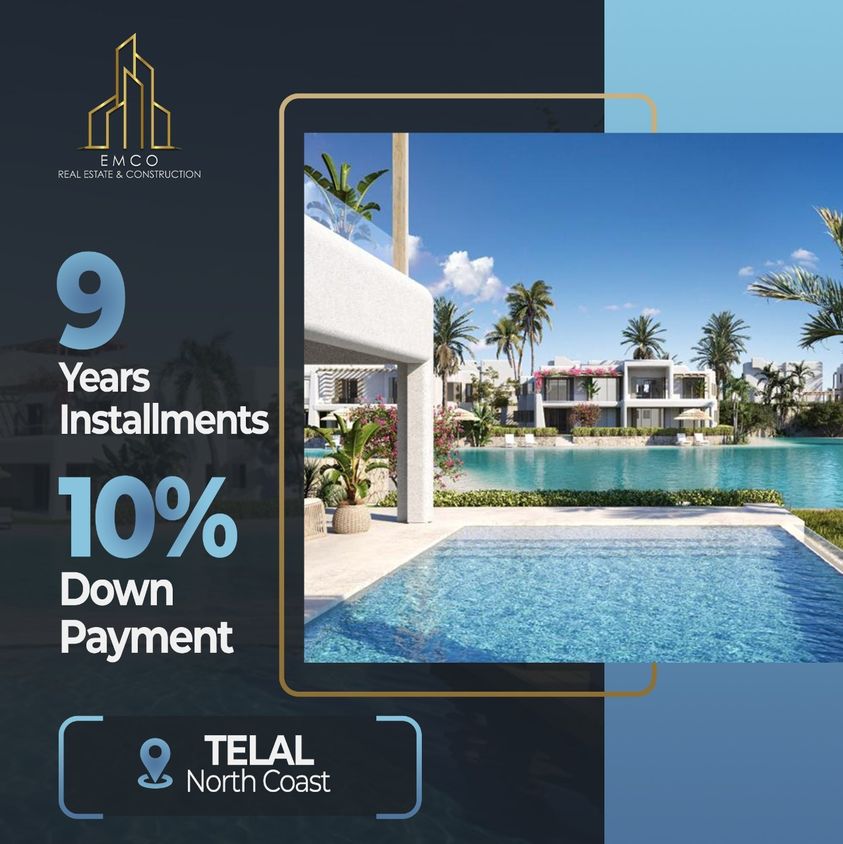 EMCO
REAL ESTATE & CONSTRUCTION
9
Years
Installments
10%
Down
Payment
TELAL
North Coast